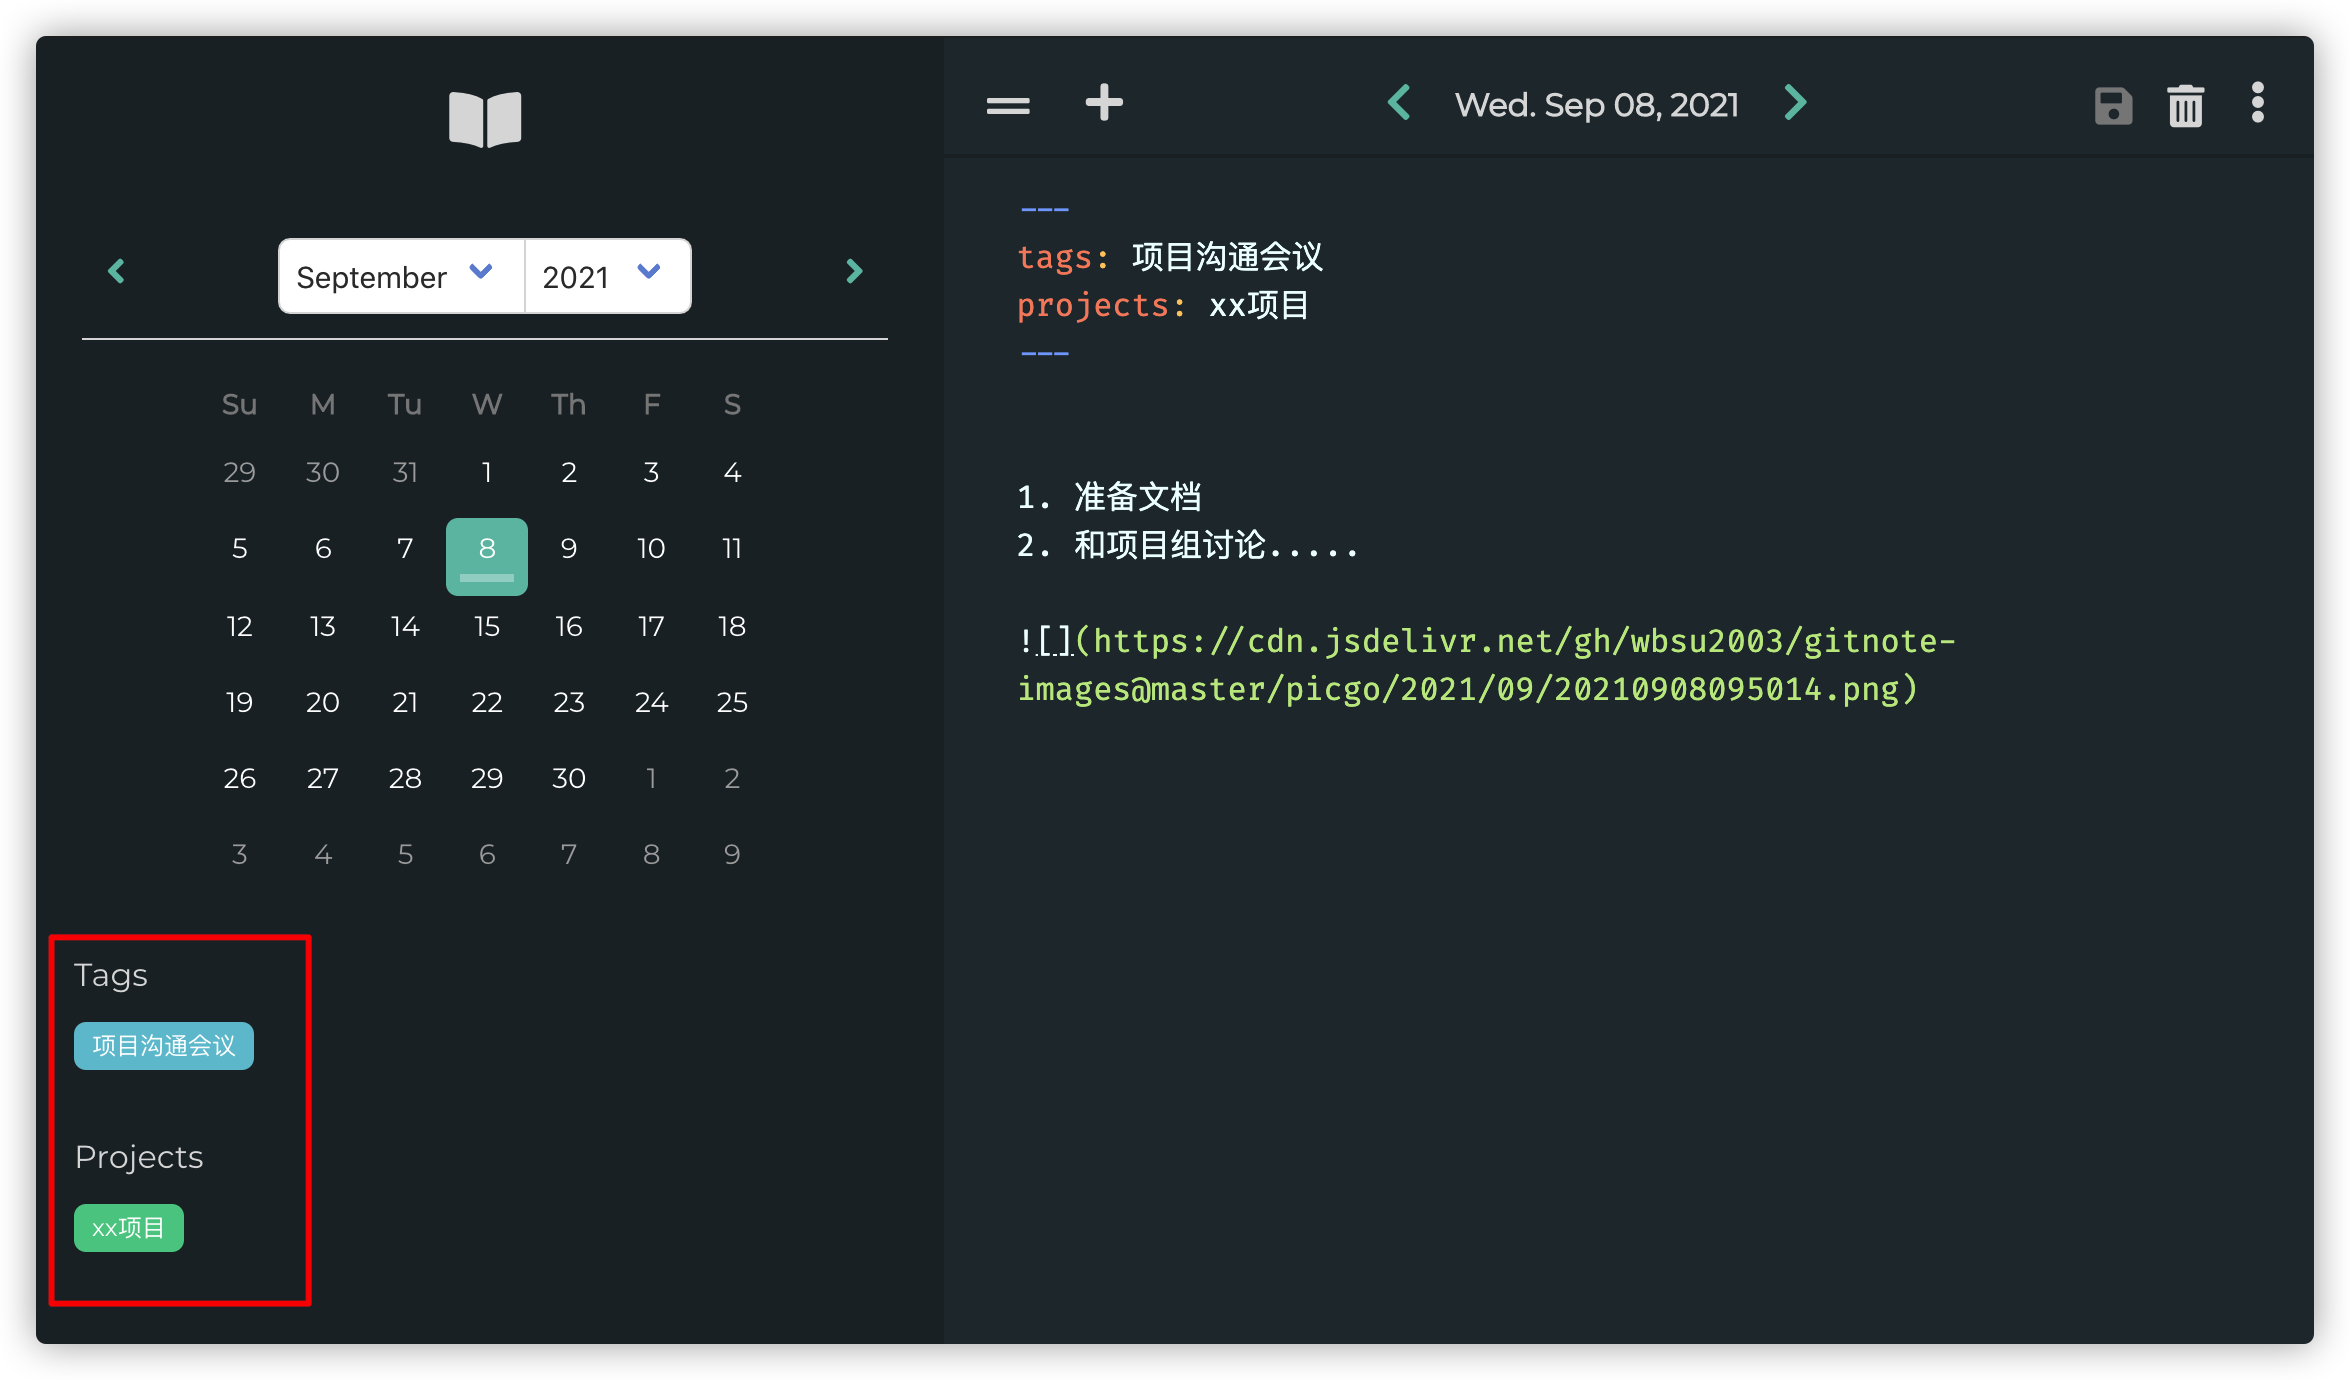 September 2021
Su M Tu W Th F S
29 30 31 1 2 3 4
5 6 7 8 9 10 11
12 13 14 15 16 17 18
19 20 21 22 23 24 25
26 27 28 29 30 1 2
3 4 5 6 7 8 9
Tags
项目沟通会议
Projects
xx项目
Wed. Sep 08, 2021
---
tags: 项目沟通会议
projects: xx项目
---
1. 准备文档
2. 和项目组讨论.....
![](https://cdn.jsdelivr.net/gh/wbsu2003/gitnote-
images@master/picgo/2021/09/20210908095014.png)